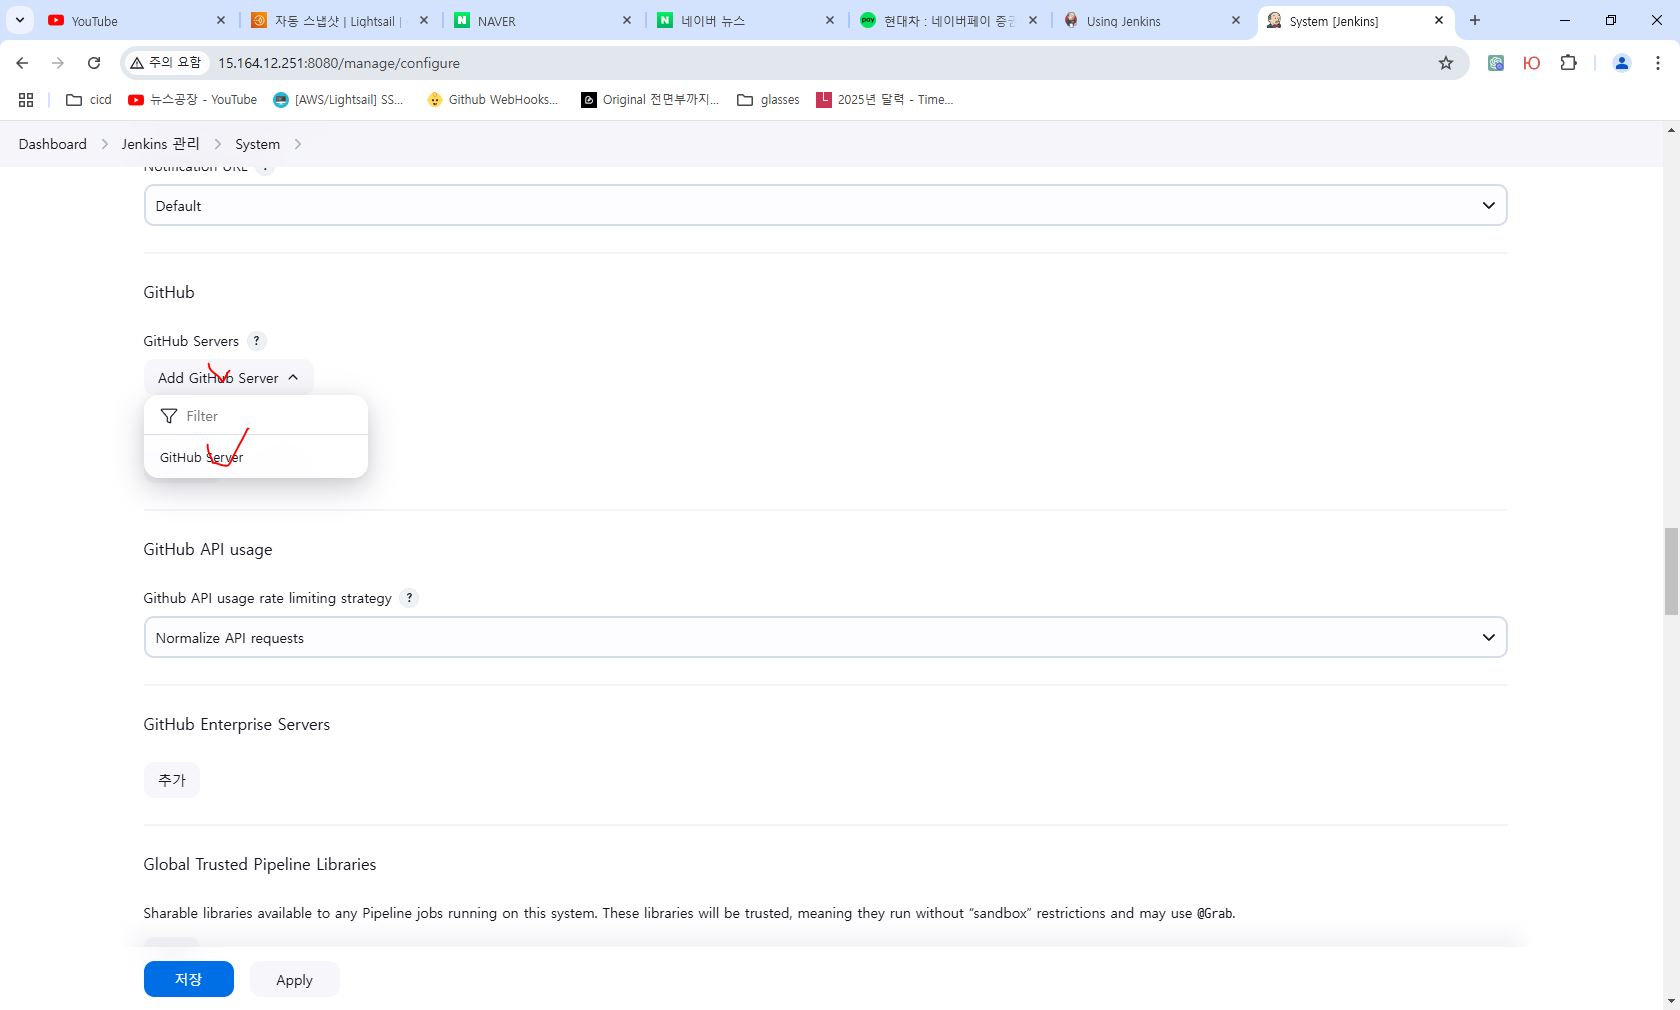 YouTube
자동 스냅샷 | Lightsail |
NAVER
네이버 뉴스
pay
현대차 : 네이버페이 증권
Using Jenkins
System [Jenkins]
주의 요함
15.164.12.251:8080/manage/configure
cicd
뉴스공장 - YouTube
[AWS/Lightsail] SS...
Github WebHooks...
Original 전면부까지...
glasses
2025년 달력 - Time...
Dashboard
Jenkins 관리
System
Notification URL ?
Default
GitHub
GitHub Servers ?
Add GitHub Server
Filter
GitHub Server
GitHub API usage
Github API usage rate limiting strategy ?
Normalize API requests
GitHub Enterprise Servers
추가
Global Trusted Pipeline Libraries
Sharable libraries available to any Pipeline jobs running on this system. These libraries will be trusted, meaning they run without “sandbox” restrictions and may use @Grab.
저장
Apply